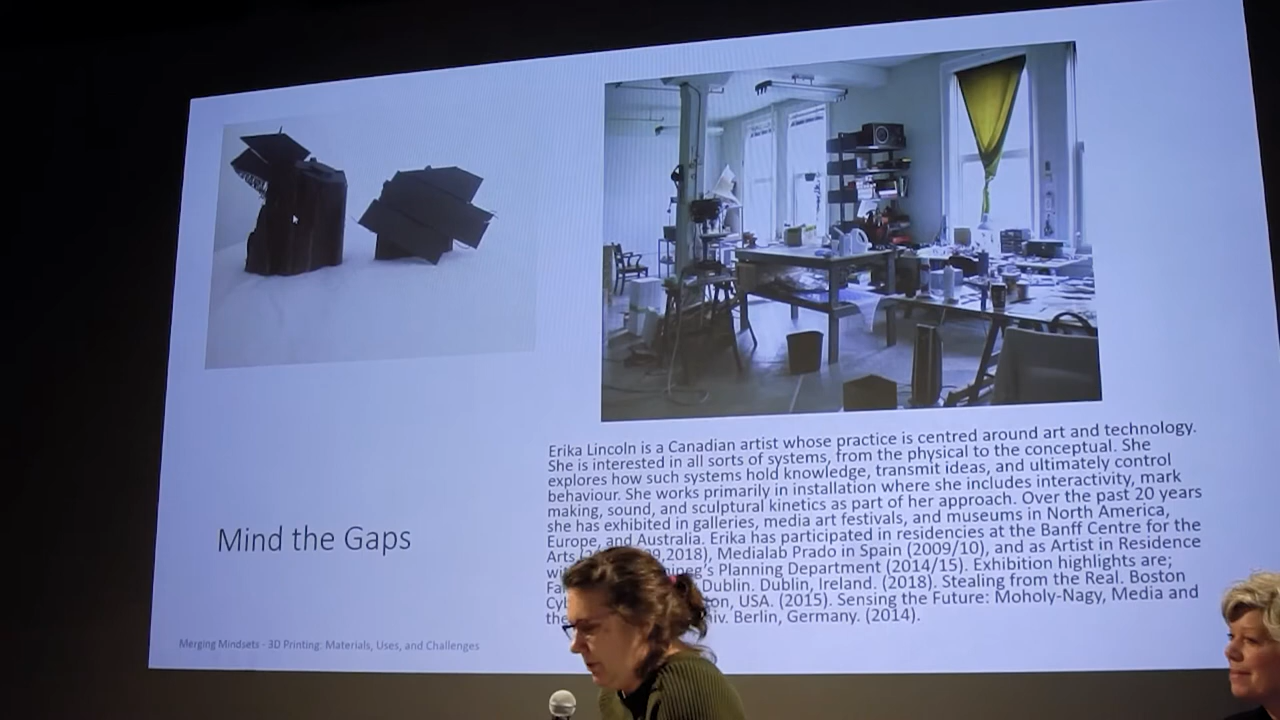 Erika Lincoln is a Canadian artist whose practice is centred around art and technology.
She is interested in all sorts of systems, from the physical to the conceptual. She
explores how such systems hold knowledge, transmit ideas, and ultimately control
behaviour. She works primarily in installation where she includes interactivity, mark
making, sound, and sculptural kinetics as part of her approach. Over the past 20 years
she has exhibited in galleries, media art festivals, and museums in North America,
Europe, and Australia. Erika has participated in residencies at the Banff Centre for the
Arts 2018), Medialab Prado in Spain (2009/10), and as Artist in Residence
Planning Department (2014/15). Exhibition highlights are;
Dublin. Dublin, Ireland. (2018). Stealing from the Real. Boston
USA. (2015). Sensing the Future: Moholy-Nagy, Media and
Berlin, Germany. (2014).
Mind the Gaps
Merging Mindsets - 3D Printing: Materials, Uses, and Challenges